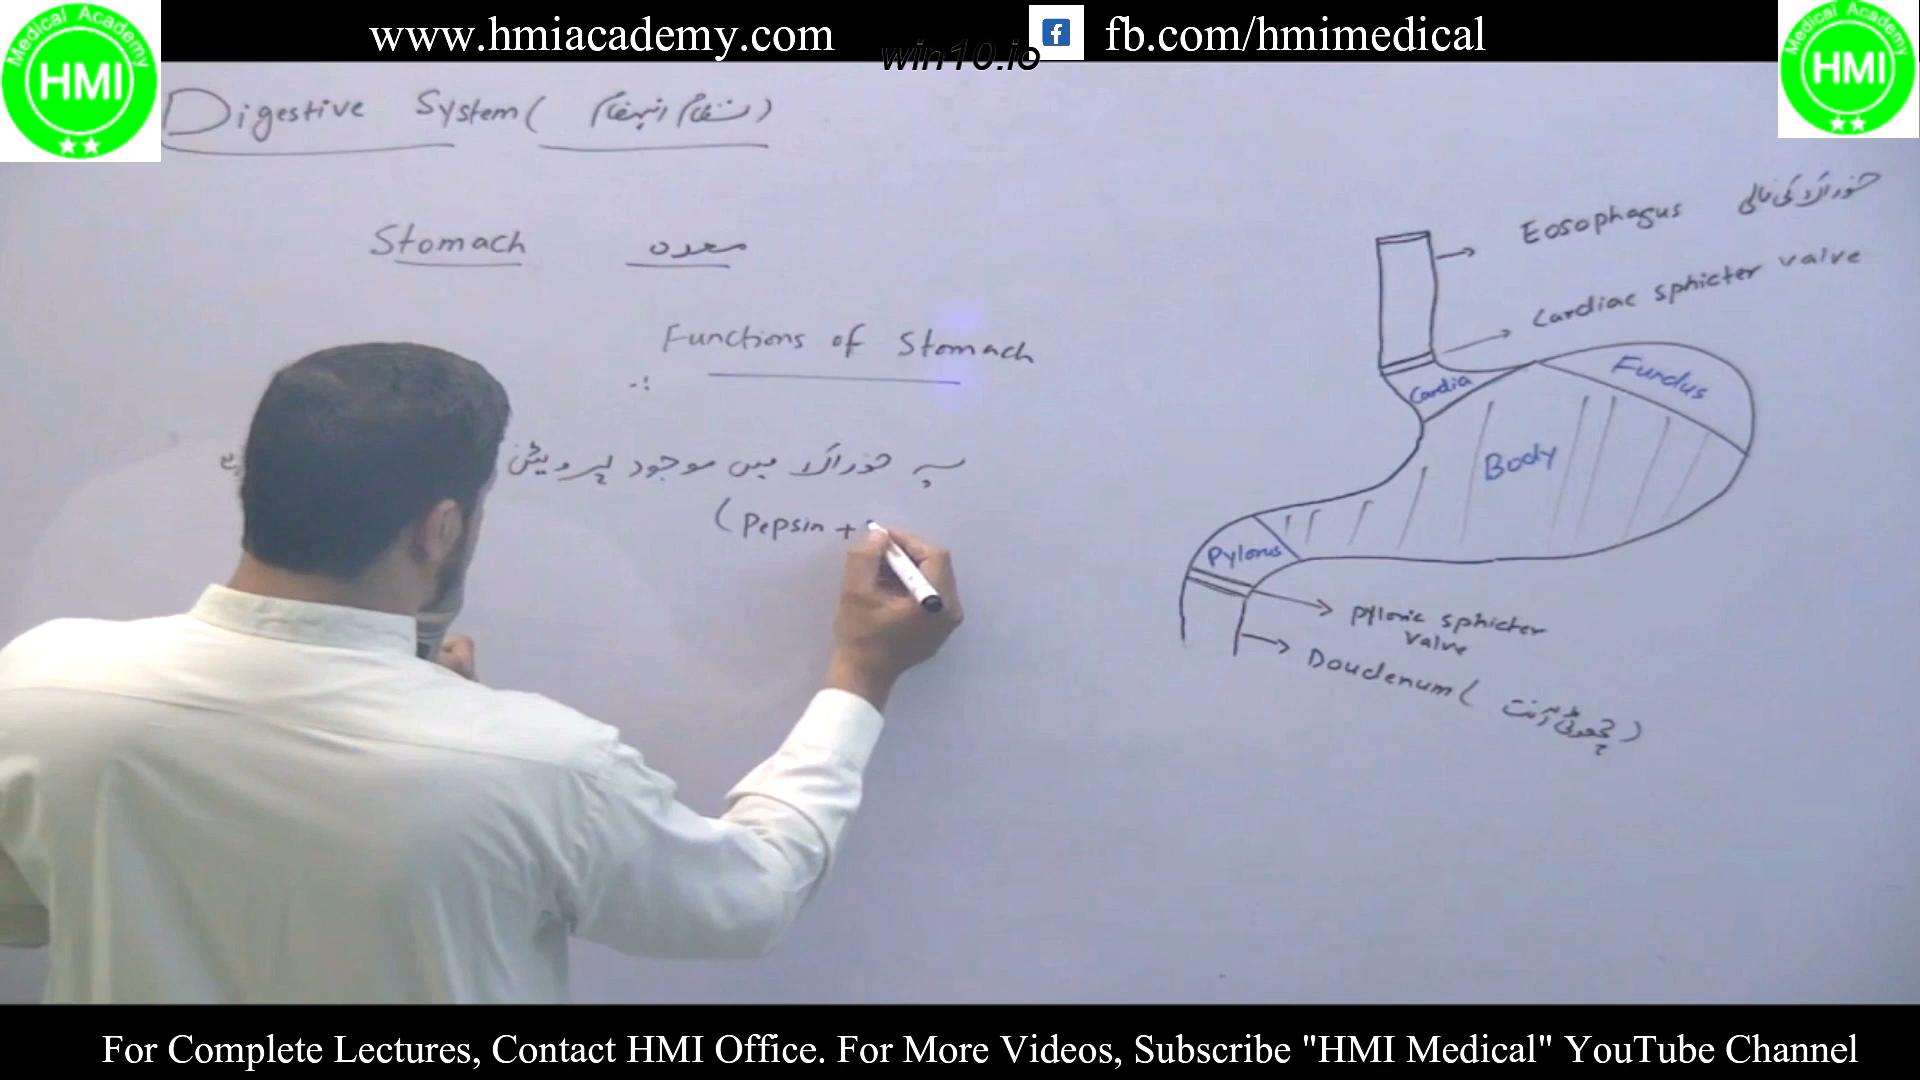 www.hmiacademy.com
fb.com/hmimedical
win10.io
Medical Academy
HMI
Medical Academy
HMI
Digestive System (نظام انہضام)
Stomach معدہ
Functions of Stomach :-
یہ خوراک میں موجود پروٹین
(Pepsin +
Eosophagus خوراک کی نالی
Cardiac sphicter valve
Cardia
Fundus
Body
Pylorus
Pyloric sphicter
valve
Doudenum (چھوٹی آنت)
For Complete Lectures, Contact HMI Office. For More Videos, Subscribe "HMI Medical" YouTube Channel